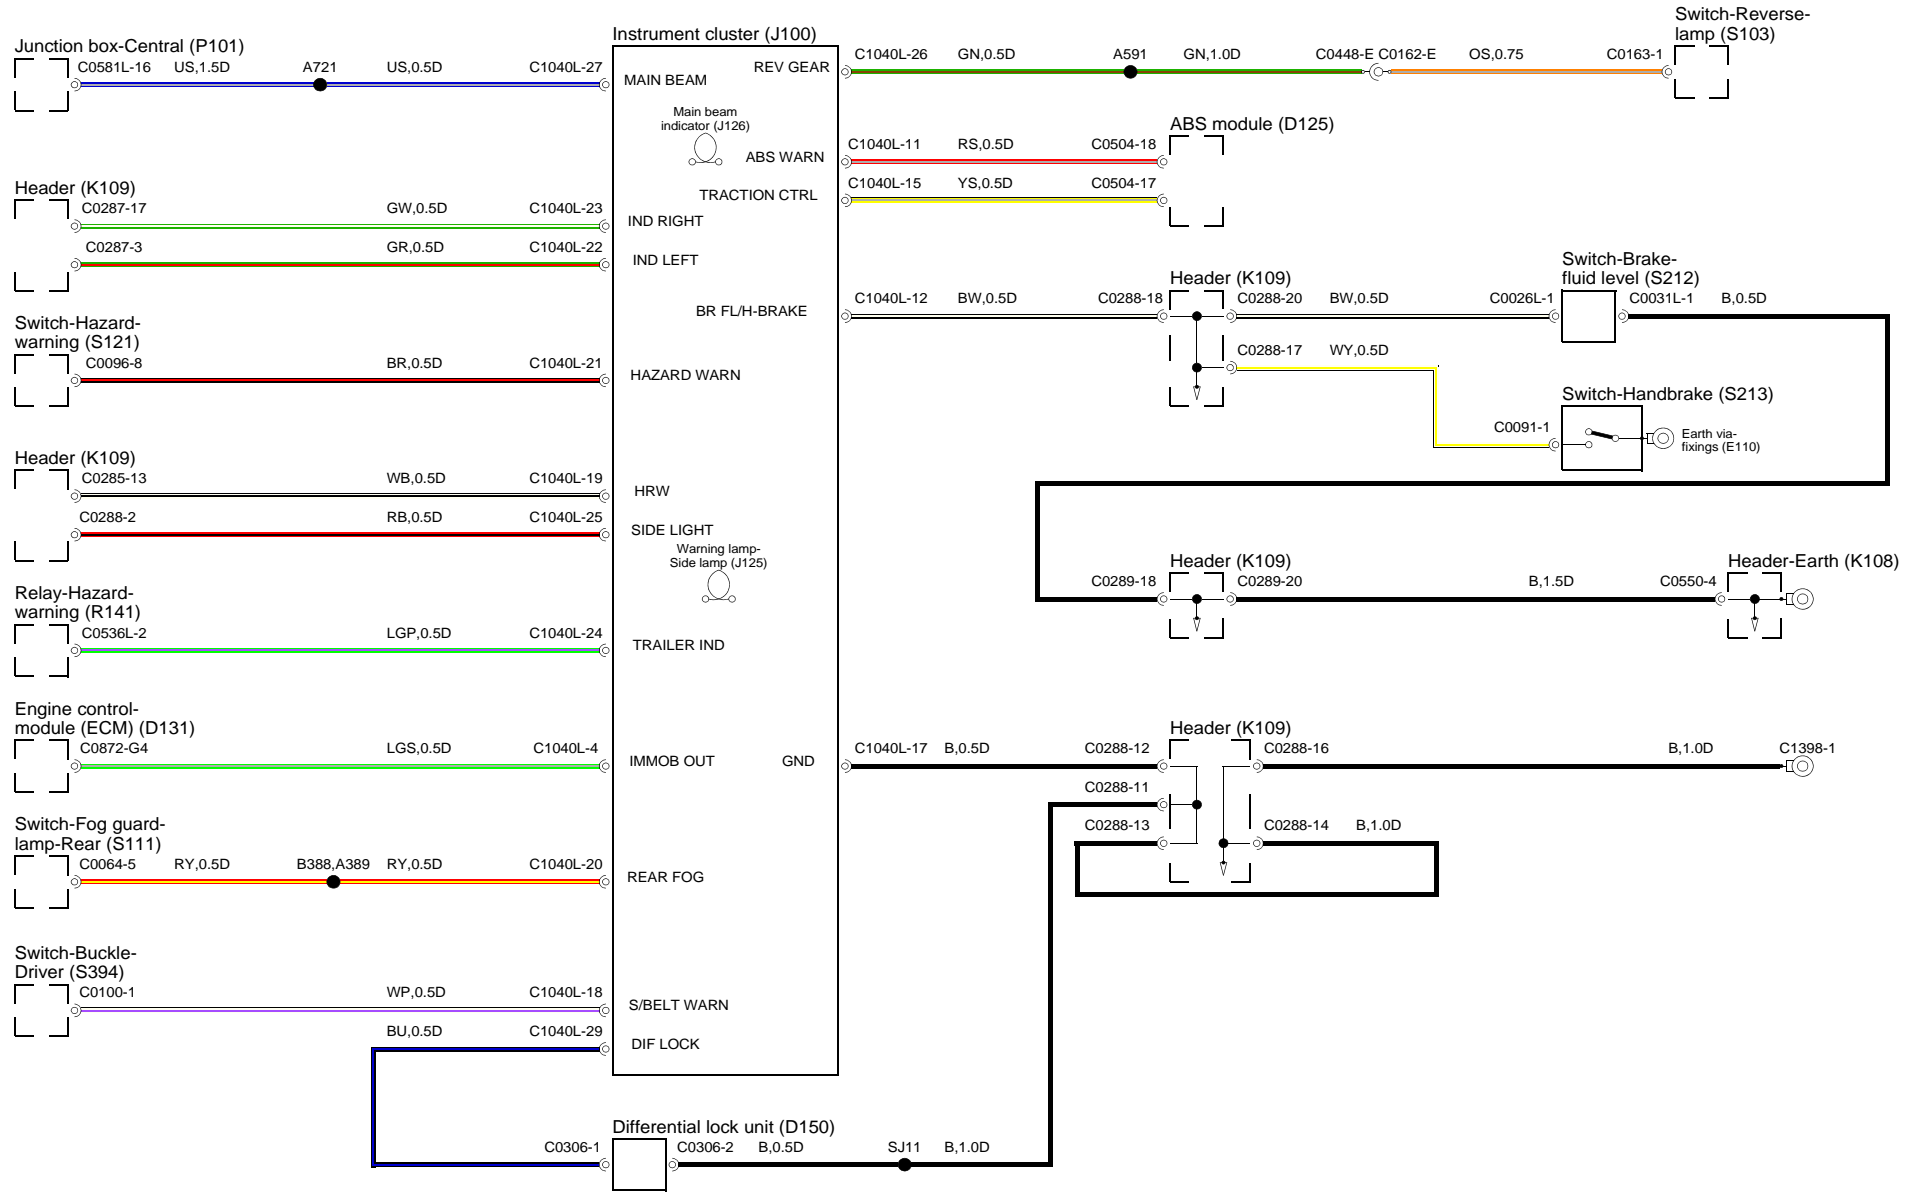 Junction box-Central (P101)
C0581L-16 US,1.5D A721 US,0.5D C1040L-27
Header (K109)
C0287-17 GW,0.5D C1040L-23
C0287-3 GR,0.5D C1040L-22
Switch-Hazard-
warning (S121)
C0096-8 BR,0.5D C1040L-21
Header (K109)
C0285-13 WB,0.5D C1040L-19
C0288-2 RB,0.5D C1040L-25
Relay-Hazard-
warning (R141)
C0536L-2 LGP,0.5D C1040L-24
Engine control-
module (ECM) (D131)
C0872-G4 LGS,0.5D C1040L-4
Switch-Fog guard-
lamp-Rear (S111)
C0064-5 RY,0.5D B388,A389 RY,0.5D C1040L-20
Switch-Buckle-
Driver (S394)
C0100-1 WP,0.5D C1040L-18
BU,0.5D C1040L-29
Instrument cluster (J100)
REV GEAR
MAIN BEAM
Main beam
indicator (J126)
ABS WARN
TRACTION CTRL
IND RIGHT
IND LEFT
BR FL/H-BRAKE
HAZARD WARN
HRW
SIDE LIGHT
Warning lamp-
Side lamp (J125)
TRAILER IND
IMMOB OUT GND
REAR FOG
S/BELT WARN
DIF LOCK
Differential lock unit (D150)
C0306-1 C0306-2 B,0.5D SJ11 B,1.0D
Switch-Reverse-
lamp (S103)
C1040L-26 GN,0.5D A591 GN,1.0D C0448-E C0162-E OS,0.75 C0163-1
ABS module (D125)
C1040L-11 RS,0.5D C0504-18
C1040L-15 YS,0.5D C0504-17
Switch-Brake-
fluid level (S212)
Header (K109)
C1040L-12 BW,0.5D C0288-18 C0288-20 BW,0.5D C0026L-1 C0031L-1 B,0.5D
C0288-17 WY,0.5D
Switch-Handbrake (S213)
C0091-1
Earth via-
fixings (E110)
Header (K109) Header-Earth (K108)
C0289-18 C0289-20 B,1.5D C0550-4
Header (K109)
C1040L-17 B,0.5D C0288-12 C0288-16 B,1.0D C1398-1
C0288-11
C0288-13 C0288-14 B,1.0D